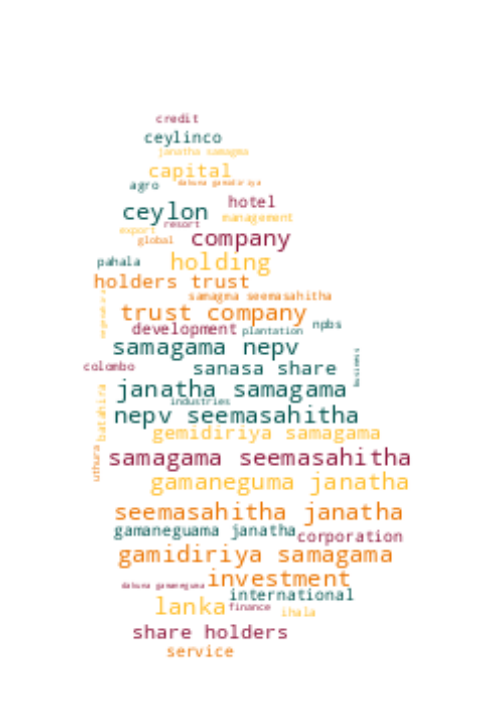 credit
ceylinco
janatha samagma
capital
agro
dakuna gamidiriya
hotel
ceylon
management
resort
export
global
company
pahala
holding
holders trust
samagma seemasahitha
trust company
npbs
development
plantation
samagama nepv
sanasa share
business
colombo
janatha samagama
industries
nepv seemasahitha
batahira
gemidiriya samagama
uthura
samagama seemasahitha
gamaneguma janatha
seemasahitha janatha
gamaneguama janatha
corporation
gamidiriya samagama
investment
dakuna gamaneguma
international
lanka
finance
ihala
share holders
service